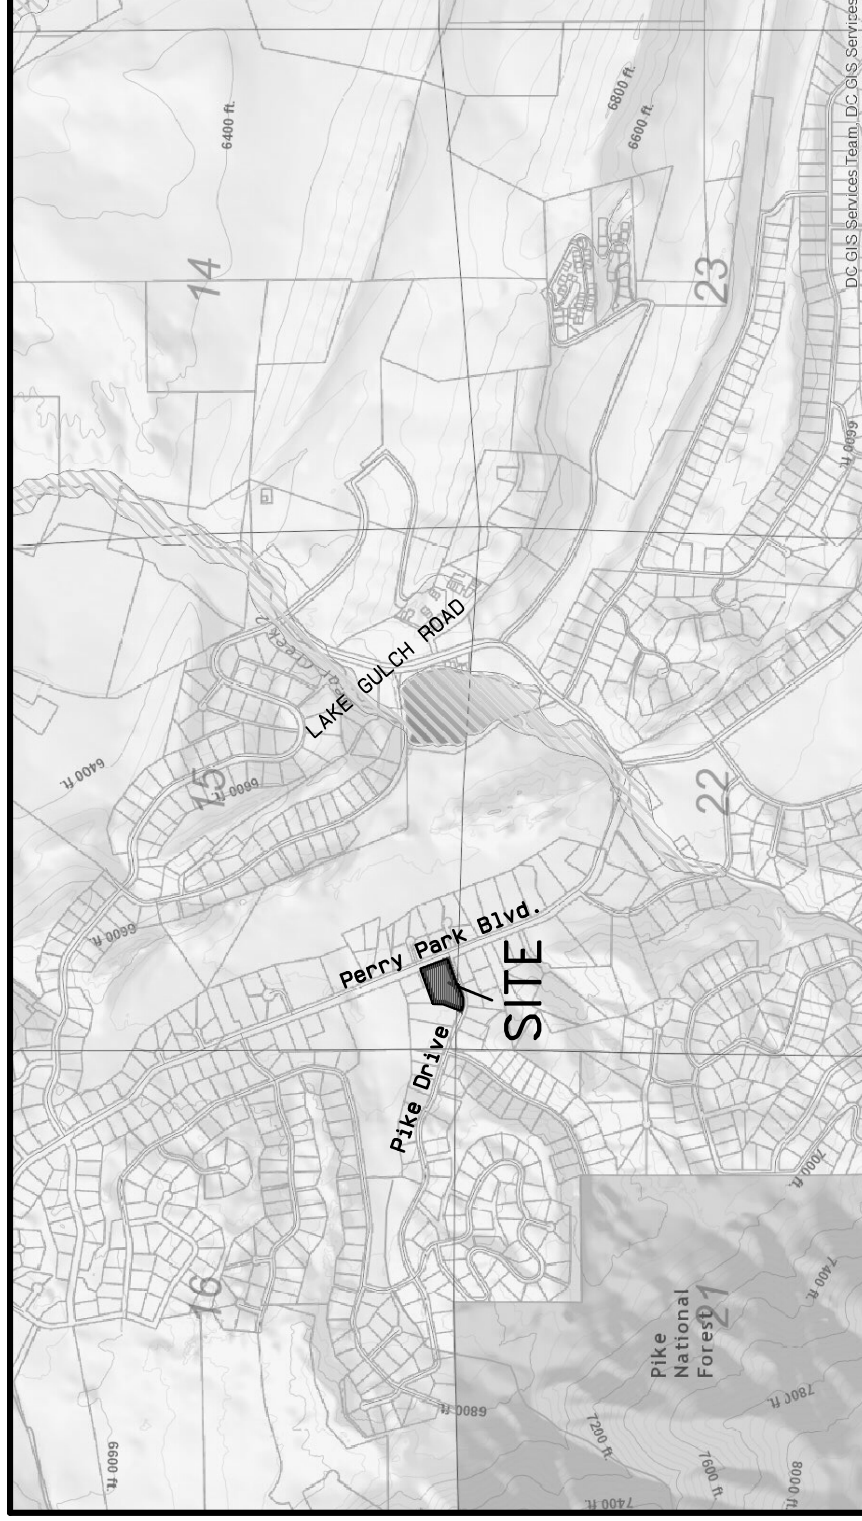 6400 ft.
6800 ft.
6600 ft.
14
23
DC GIS Services Team, DC GIS Services
6600 ft
LAKE GULCH ROAD
6400 ft.
15
6600 ft.
22
6600 ft.
Perry Park Blvd.
SITE
Pike Drive
7000 ft.
16
21
7400 ft.
Pike
National
Forest
7800 ft.
6800 ft.
7200 ft.
6600 ft.
7600 ft.
8000 ft.
7400 ft.